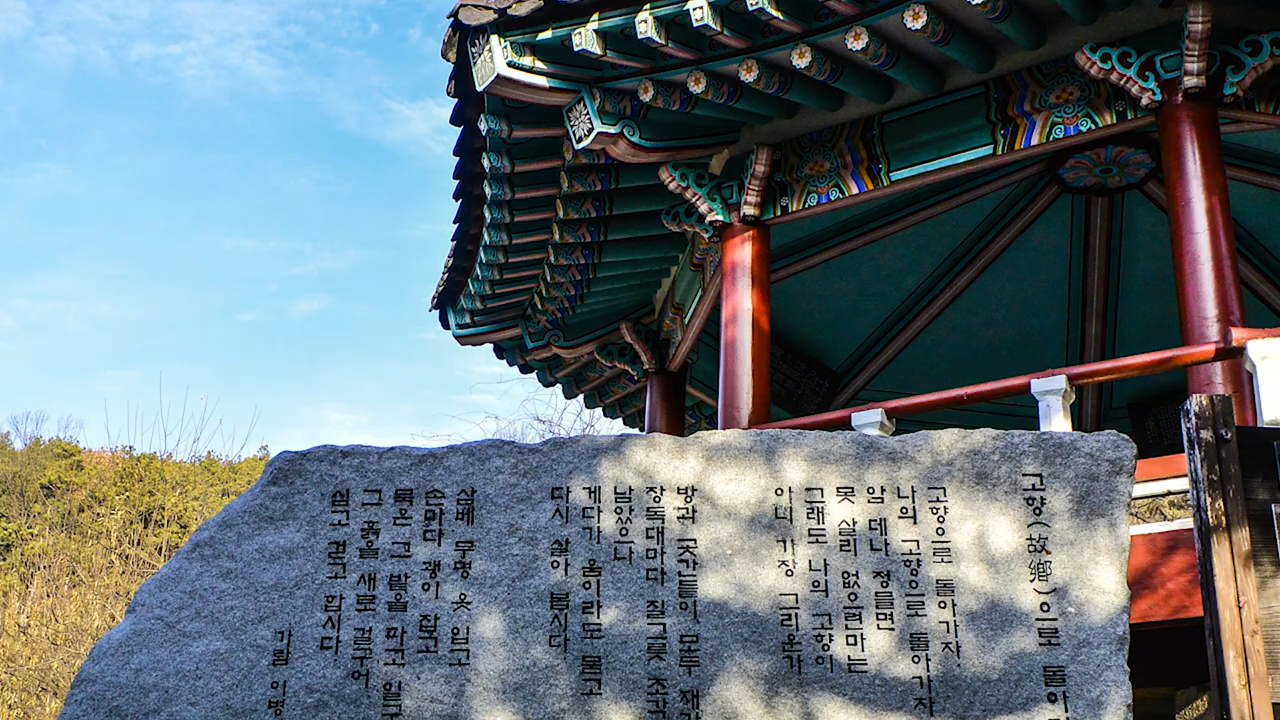 고향(故鄕)으로 돌아
고향으로 돌아가자.
나의 고향으로 돌아가자
암 데나 정들면
못 살리 없으련마는
그래도 나의 고향이
아니 가장 그리운가
방과 곳간들이 모두 재
장독대마다 질그릇 조각
남았으나
게다가 움이라도 묻고
다시 살아 봅시다
삼베 무명 옷 입고
손마다 괭이 잡고
묵은 그 밭을 파고 일구
그 흙을 새로 걸구어
심고 걷고 합시다.
가람 이병